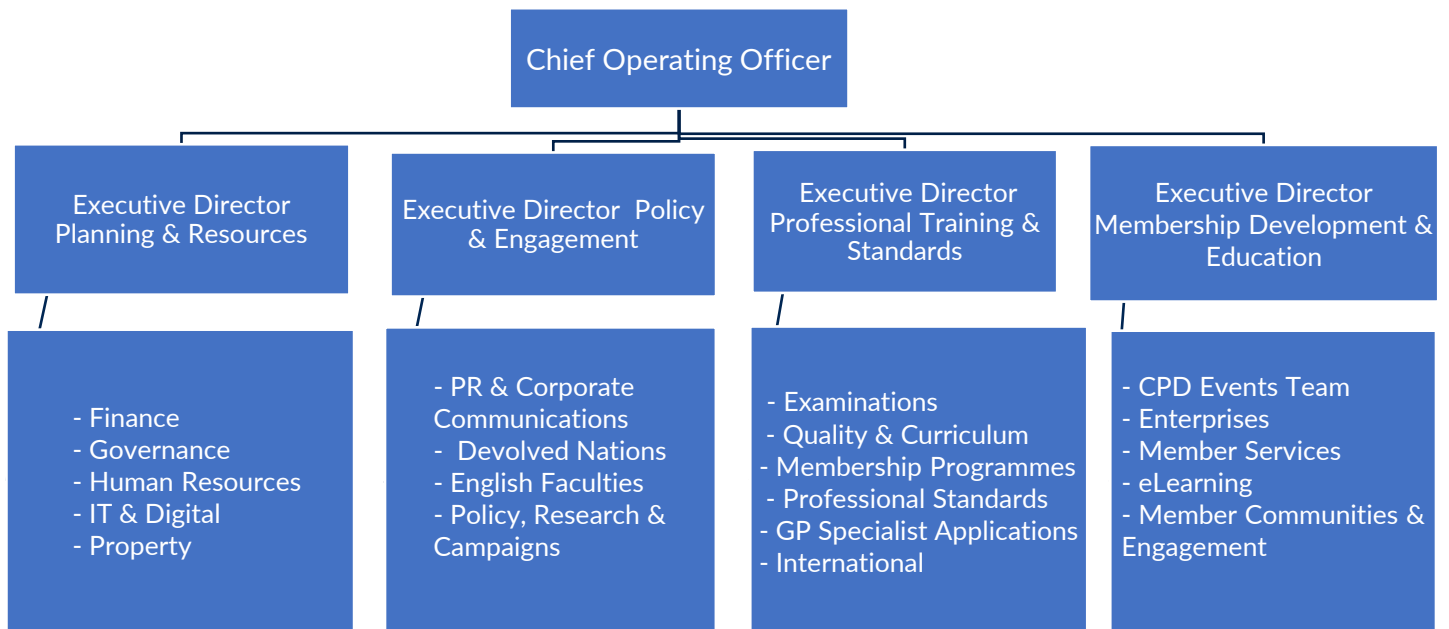 Chief Operating Officer
Executive Director
Planning & Resources
Executive Director  Policy
& Engagement
Executive Director
Professional Training &
Standards
Executive Director
Membership Development &
Education
- Finance
- Governance
- Human Resources
- IT & Digital
- Property
- PR & Corporate
Communications
-  Devolved Nations
- English Faculties
- Policy, Research &
Campaigns
- Examinations
- Quality & Curriculum
- Membership Programmes
- Professional Standards
- GP Specialist Applications
- International
- CPD Events Team
- Enterprises
- Member Services
- eLearning
- Member Communities &
Engagement